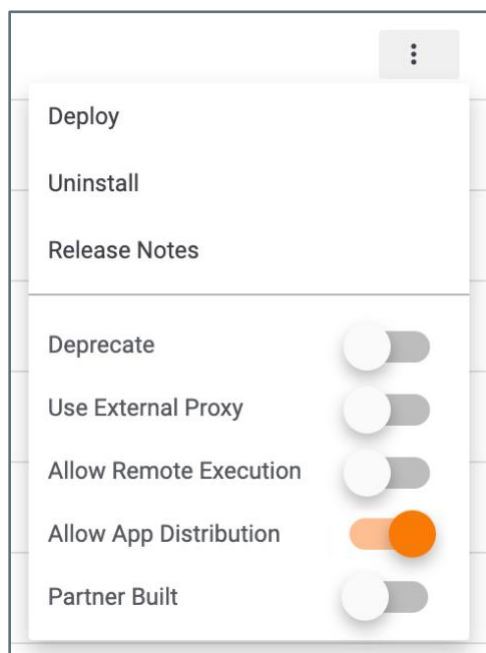 Deploy
Uninstall
Release Notes
Deprecate
Use External Proxy
Allow Remote Execution
Allow App Distribution
Partner Built